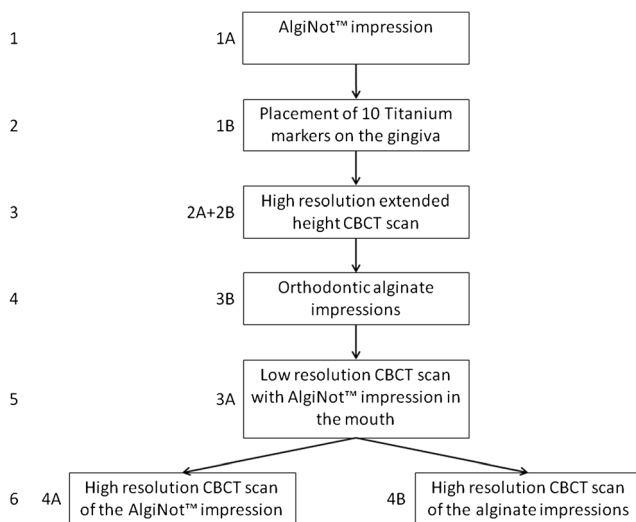 1 1A AlgiNot™ impression
2 1B Placement of 10 Titanium
markers on the gingiva
3 2A+2B High resolution extended
height CBCT scan
4 3B Orthodontic alginate
impressions
5 3A Low resolution CBCT scan
with AlgiNot™ impression in
the mouth
6 4A High resolution CBCT scan
of the AlgiNot™ impression
4B High resolution CBCT scan
of the alginate impressions